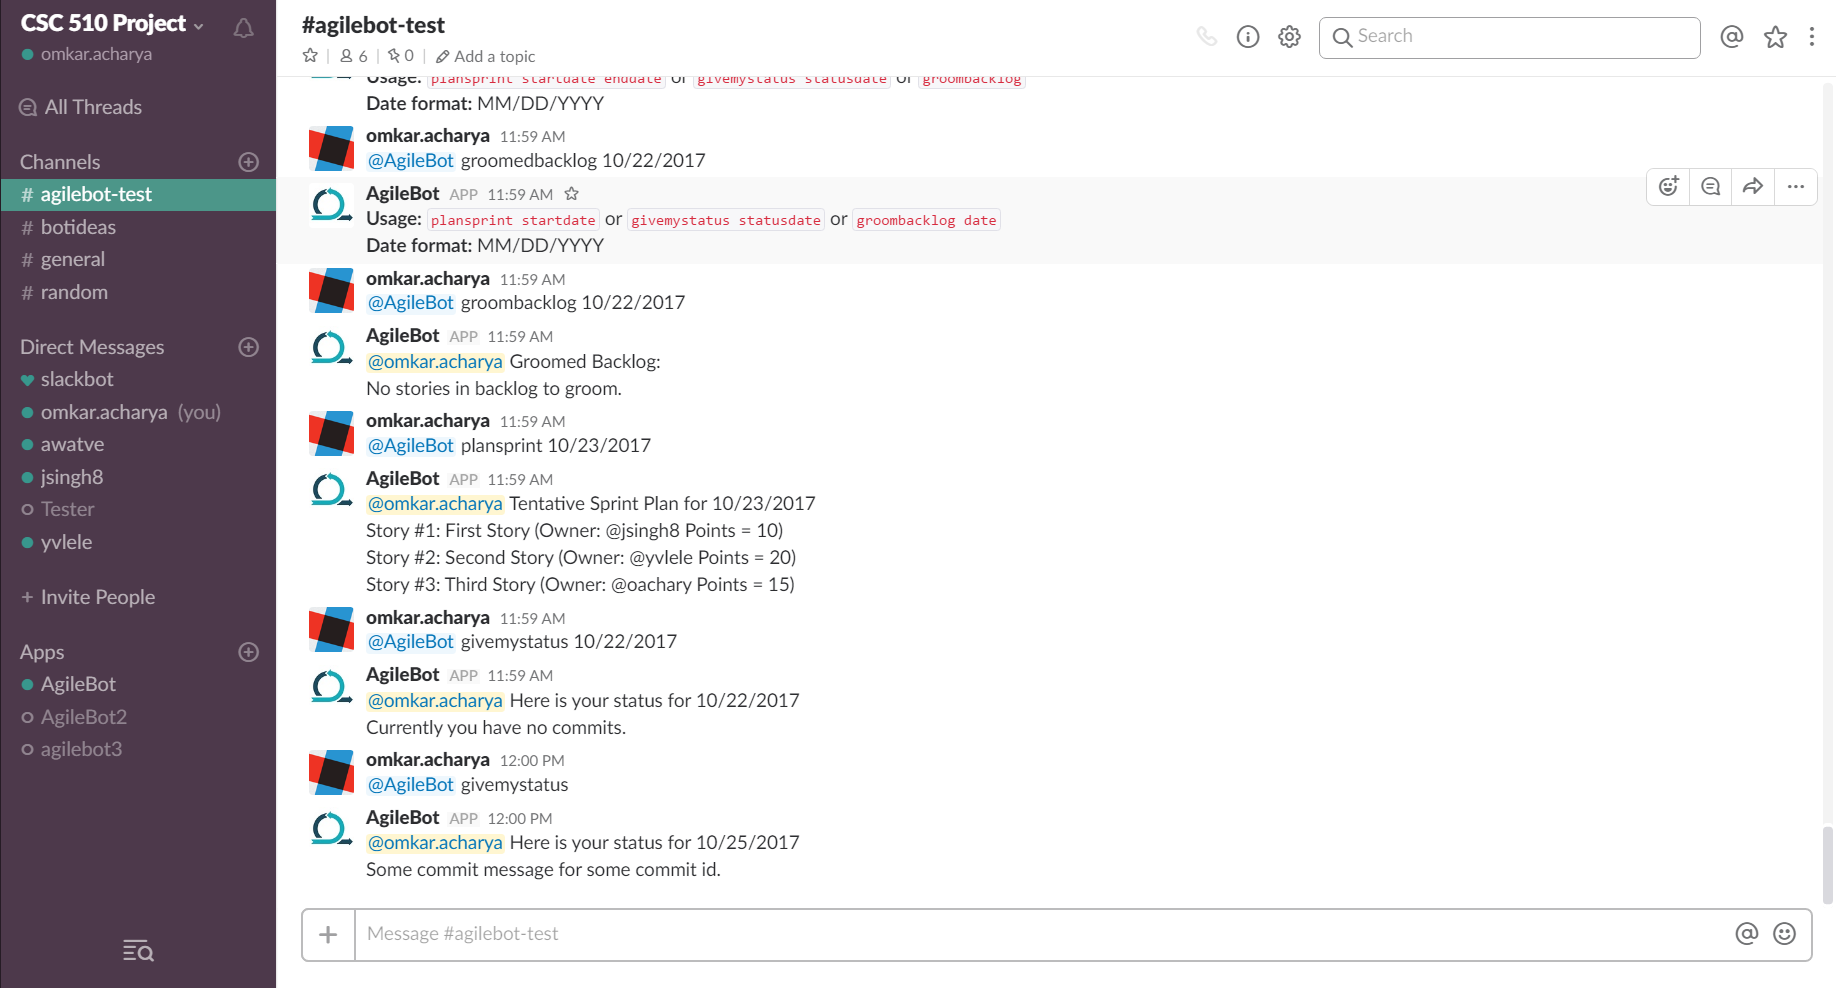 CSC 510 Project
omkar.acharya
All Threads
Channels
# agilebot-test
# botideas
# general
# random
Direct Messages
slackbot
omkar.acharya (you)
awatve
jsingh8
Tester
yvlele
+ Invite People
Apps
AgileBot
AgileBot2
agilebot3
#agilebot-test
6 | 0 | Add a topic
Search
Usage: plansprint startdate enddate or givemystatus statusdate or groombacklog
Date format: MM/DD/YYYY
omkar.acharya 11:59 AM
@AgileBot groomedbacklog 10/22/2017
AgileBot APP 11:59 AM
Usage: plansprint startdate or givemystatus statusdate or groombacklog date
Date format: MM/DD/YYYY
omkar.acharya 11:59 AM
@AgileBot groombacklog 10/22/2017
AgileBot APP 11:59 AM
@omkar.acharya Groomed Backlog:
No stories in backlog to groom.
omkar.acharya 11:59 AM
@AgileBot plansprint 10/23/2017
AgileBot APP 11:59 AM
@omkar.acharya Tentative Sprint Plan for 10/23/2017
Story #1: First Story (Owner: @jsingh8 Points = 10)
Story #2: Second Story (Owner: @yvlele Points = 20)
Story #3: Third Story (Owner: @oachary Points = 15)
omkar.acharya 11:59 AM
@AgileBot givemystatus 10/22/2017
AgileBot APP 11:59 AM
@omkar.acharya Here is your status for 10/22/2017
Currently you have no commits.
omkar.acharya 12:00 PM
@AgileBot givemystatus
AgileBot APP 12:00 PM
@omkar.acharya Here is your status for 10/25/2017
Some commit message for some commit id.
Message #agilebot-test